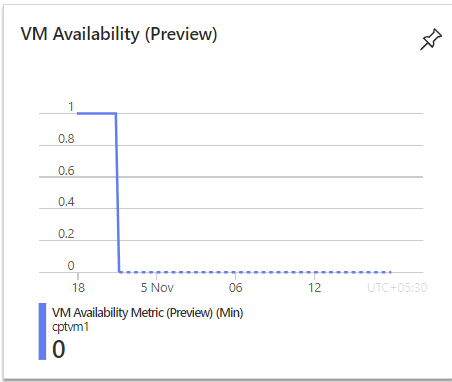 VM Availability (Preview)
1
0.8
0.6
0.4
0.2
0
18 5 Nov 06 12 UTC+05:30
VM Availability Metric (Preview) (Min)
cptvm1
0